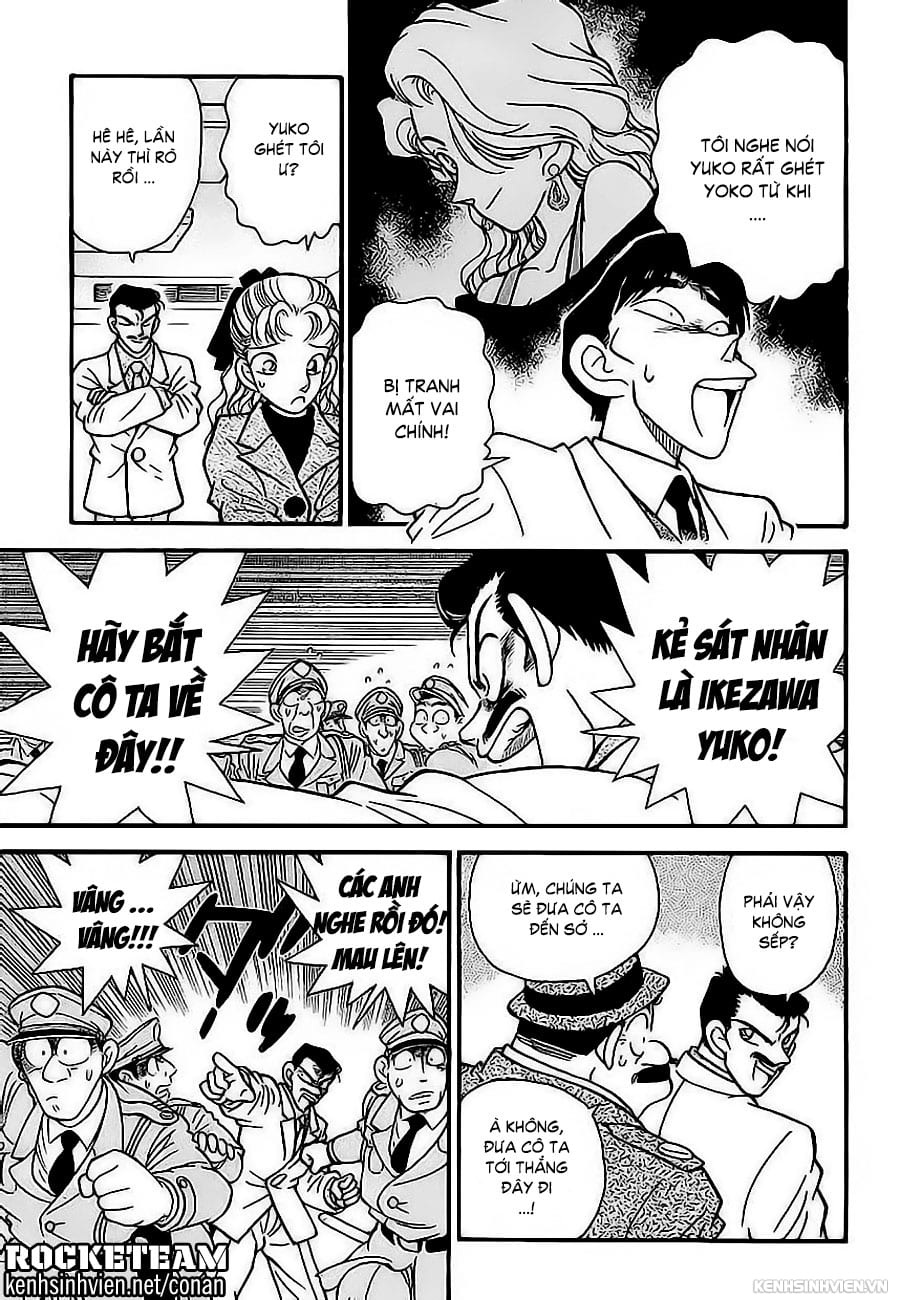 TÔI NGHE NÓI
YUKO RẤT GHÉT
YOKO TỪ KHI
....
BỊ TRANH
MẤT VAI
CHÍNH!
YUKO
GHÉT TÔI
Ư?
HÊ HÊ, LẦN
NÀY THÌ RÕ
RỒI ...
KẺ SÁT NHÂN
LÀ IKEZAWA
YUKO!
HÃY BẮT
CÔ TA VỀ
ĐÂY!!
PHẢI VẬY
KHÔNG
SẾP?
ỪM, CHÚNG TA
SẼ ĐƯA CÔ TA
ĐẾN SỞ ...
À KHÔNG,
ĐƯA CÔ TA
TỚI THẲNG
ĐÂY ĐI
...!
CÁC ANH
NGHE RỒI ĐÓ!
MAU LÊN!
VÂNG ...
VÂNG!!!
ROCKETEAM
kenhsinhvien.net/conan
KENHSINHVIEN.VN